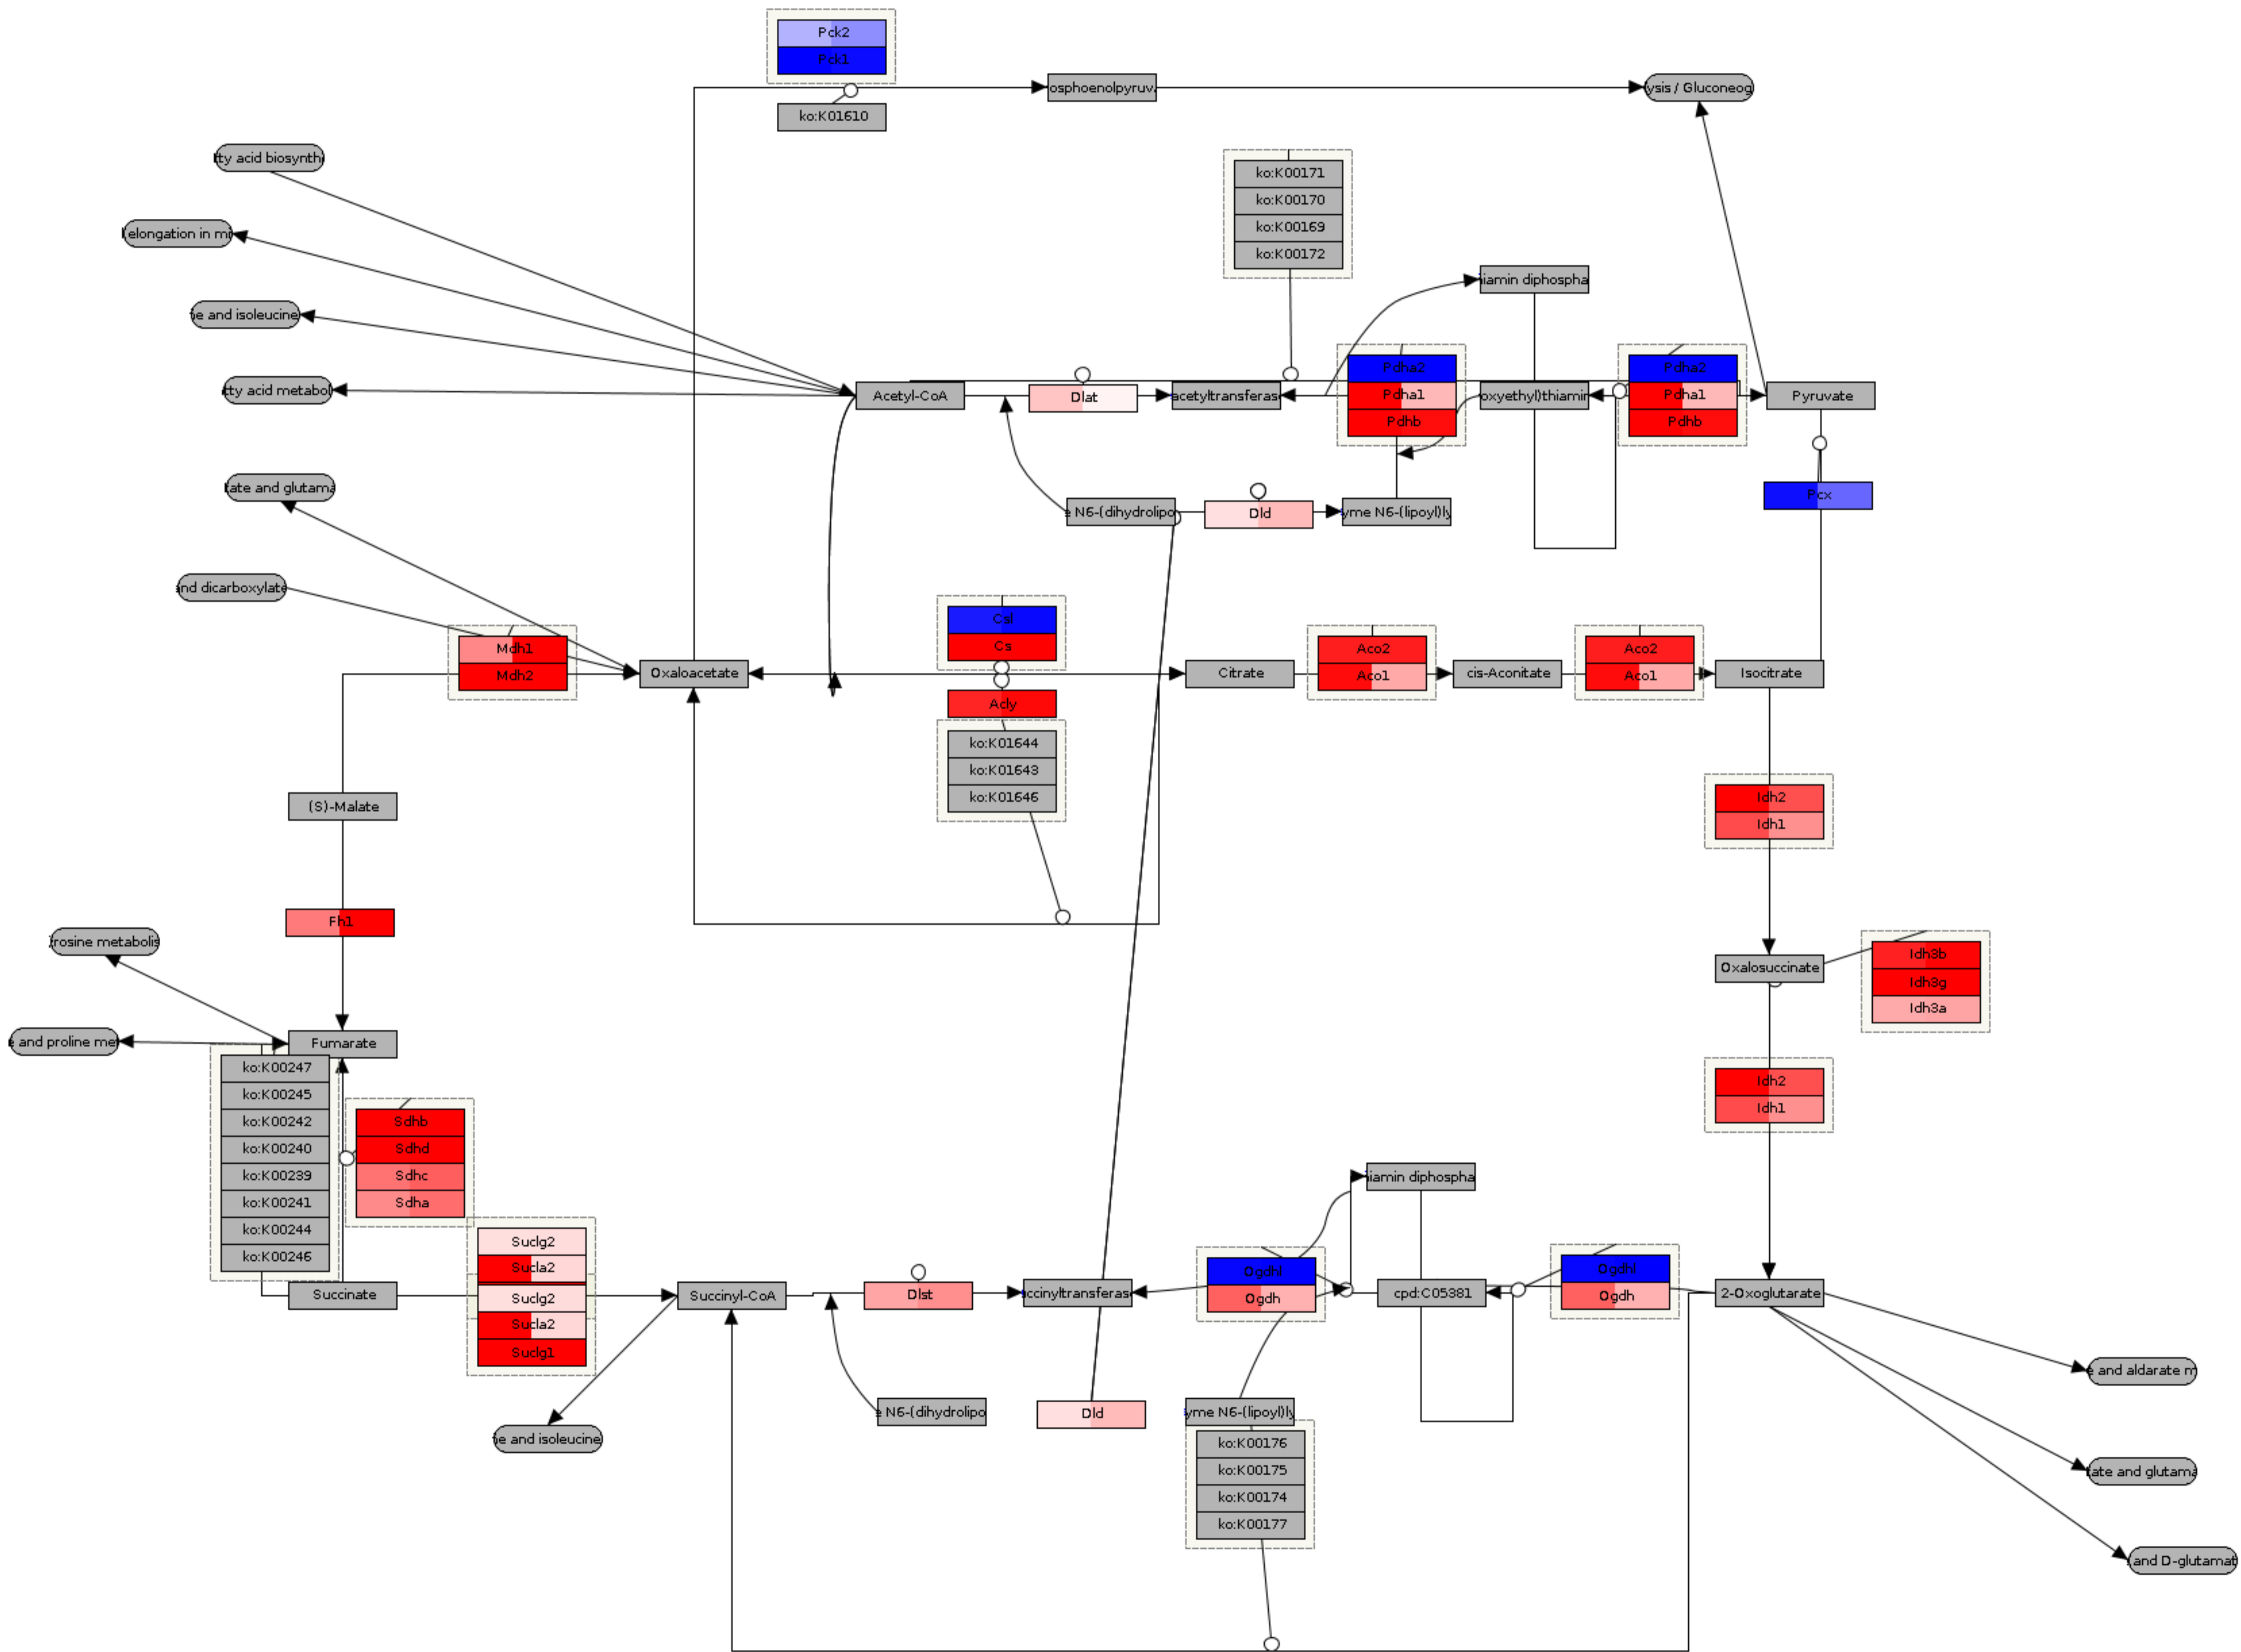 Pck2
Pck1
osphoenolpyruv
ysis / Gluconeog
ko:K01610
tty acid biosynth
ko:K00171
ko:K00170
ko:K00169
ko:K00172
elongation in m
iamin diphospha
e and isoleucine
tty acid metabol
Acetyl-CoA
Dlat
acetyltransferas
Pdha2
Pdha1
Pdhb
oxyethyl)thiamin
Pdha2
Pdha1
Pdhb
Pyruvate
tate and glutama
e N6-(dihydrolipo
Dld
yme N6-(lipoyl)ly
Pcx
and dicarboxylate
Csl
Cs
Mdh1
Mdh2
Oxaloacetate
Citrate
Aco2
Aco1
cis-Aconitate
Aco2
Aco1
Isocitrate
Acly
ko:K01644
ko:K01643
ko:K01646
(S)-Malate
Idh2
Idh1
Fh1
rosine metabolis
Oxalosuccinate
Idh3b
Idh3g
Idh3a
e and proline me
Fumarate
ko:K00247
ko:K00245
ko:K00242
ko:K00240
ko:K00239
ko:K00241
ko:K00244
ko:K00246
Sdhb
Sdhd
Sdhc
Sdha
Idh2
Idh1
iamin diphospha
Suclg2
Sucla2
Suclg2
Sucla2
Suclg1
Succinate
Succinyl-CoA
Dlst
ccinyltransferas
Ogdhl
Ogdh
cpd:C05381
Ogdhl
Ogdh
2-Oxoglutarate
e and aldarate m
e and isoleucine
e N6-(dihydrolipo
Dld
yme N6-(lipoyl)ly
ko:K00176
ko:K00175
ko:K00174
ko:K00177
tate and glutama
and D-glutamat